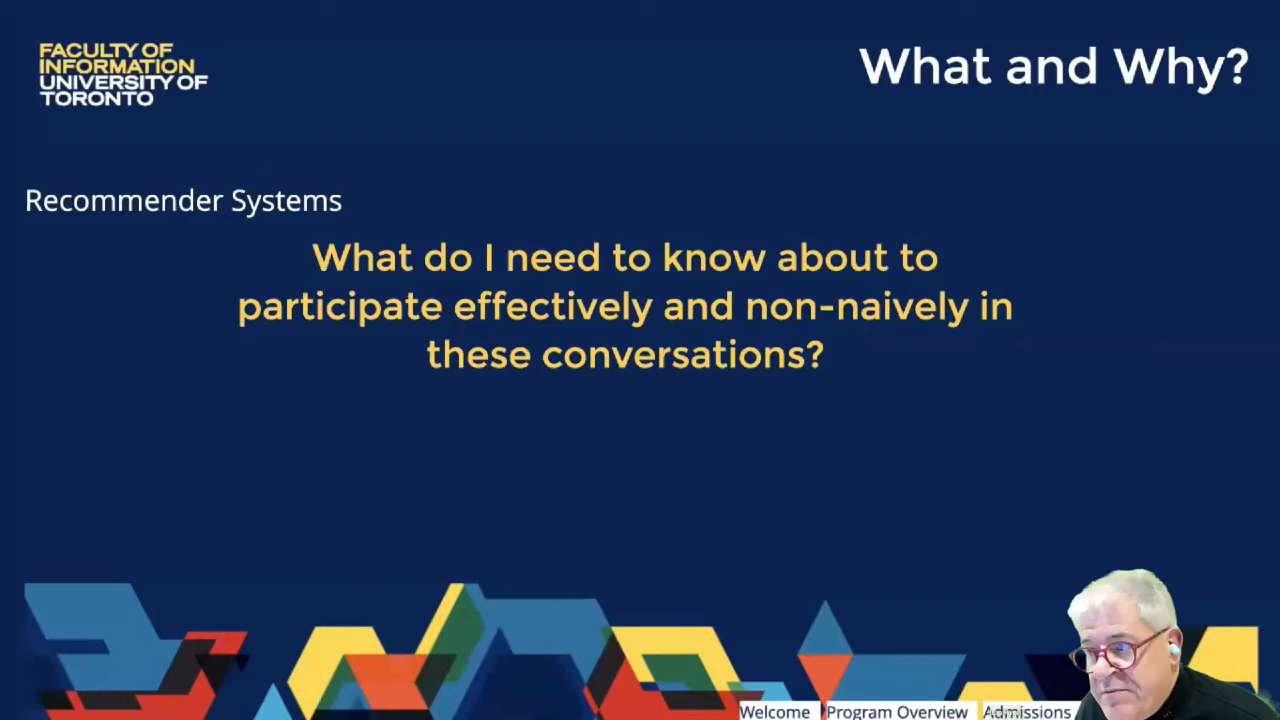 FACULTY OF
INFORMATION
UNIVERSITY OF
TORONTO
What and Why?
Recommender Systems
What do I need to know about to
participate effectively and non-naively in
these conversations?
Welcome
Program Overview
Admissions